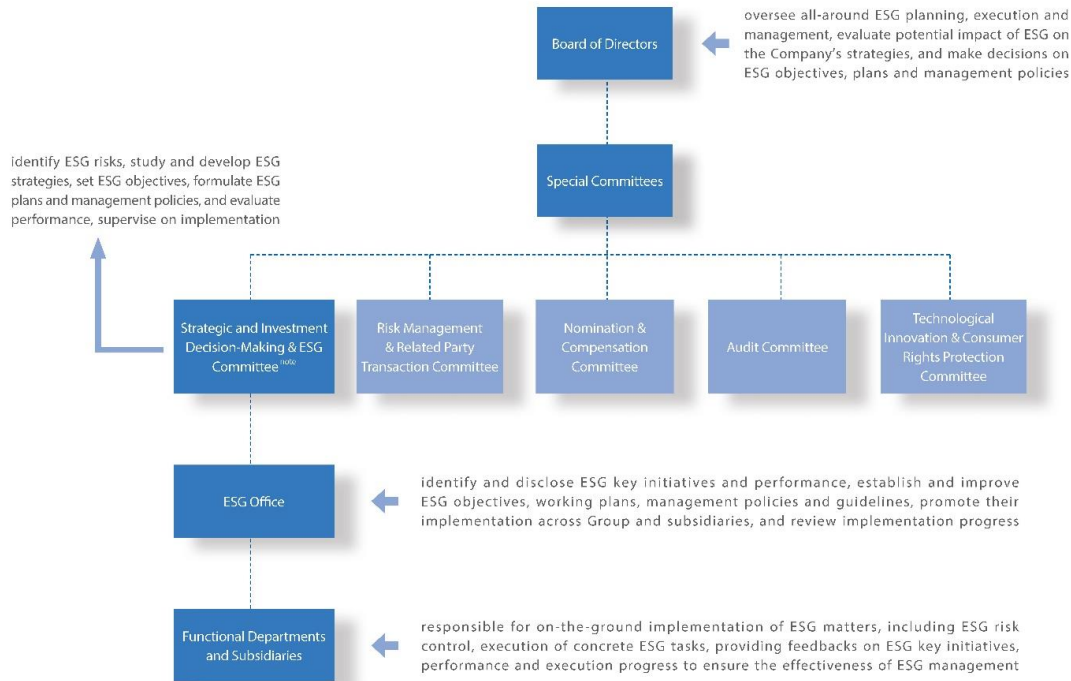 oversee all-around ESG planning, execution and
management, evaluate potential impact of ESG on
the Company's strategies, and make decisions on
ESG objectives, plans and management policies
Board of Directors
identify ESG risks, study and develop ESG
strategies, set ESG objectives, formulate ESG
plans and management policies, and evaluate
performance, supervise on implementation
Special Committees
Strategic and Investment
Decision-Making & ESG
Committee note
Risk Management
& Related Party
Transaction Committee
Nomination &
Compensation
Committee
Audit Committee
Technological
Innovation & Consumer
Rights Protection
Committee
ESG Office
identify and disclose ESG key initiatives and performance, establish and improve
ESG objectives, working plans, management policies and guidelines, promote their
implementation across Group and subsidiaries, and review implementation progress
Functional Departments
and Subsidiaries
responsible for on-the-ground implementation of ESG matters, including ESG risk
control, execution of concrete ESG tasks, providing feedbacks on ESG key initiatives,
performance and execution progress to ensure the effectiveness of ESG management